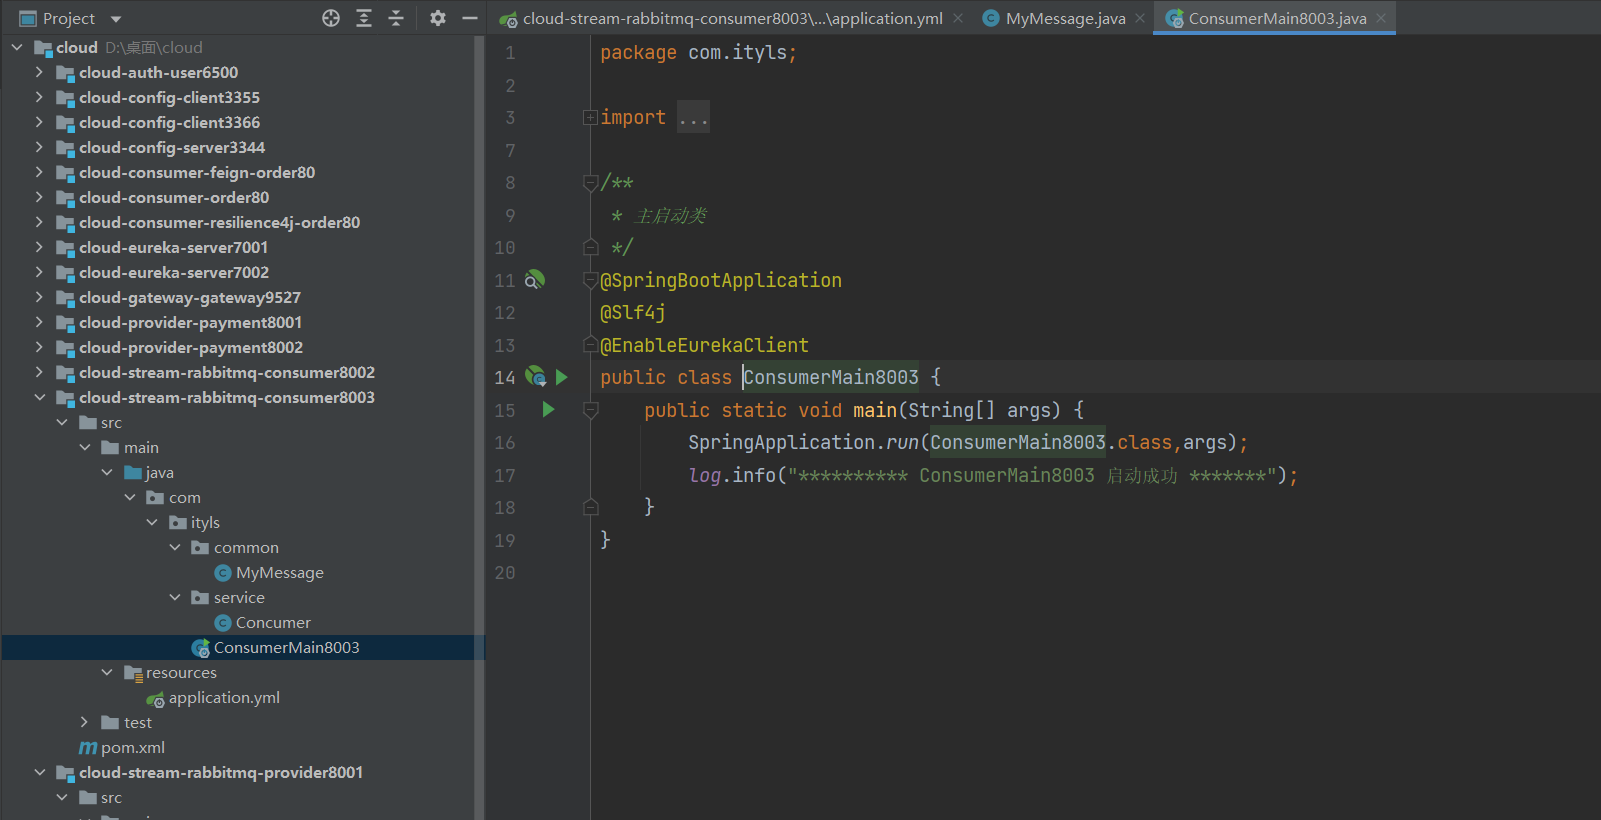 Project
cloud D:\桌面\cloud
cloud-auth-user6500
cloud-config-client3355
cloud-config-client3366
cloud-config-server3344
cloud-consumer-feign-order80
cloud-consumer-order80
cloud-consumer-resilience4j-order80
cloud-eureka-server7001
cloud-eureka-server7002
cloud-gateway-gateway9527
cloud-provider-payment8001
cloud-provider-payment8002
cloud-stream-rabbitmq-consumer8002
cloud-stream-rabbitmq-consumer8003
src
main
java
com
ityls
common
MyMessage
service
Concumer
ConsumerMain8003
resources
application.yml
test
pom.xml
cloud-stream-rabbitmq-provider8001
src
cloud-stream-rabbitmq-consumer8003\...\application.yml
MyMessage.java
ConsumerMain8003.java
1 package com.ityls;
2
3 import ...
7
8 /**
9 * 主启动类
10 */
11 @SpringBootApplication
12 @Slf4j
13 @EnableEurekaClient
14 public class ConsumerMain8003 {
15 public static void main(String[] args) {
16 SpringApplication.run(ConsumerMain8003.class,args);
17 log.info("********** ConsumerMain8003 启动成功 *******");
18 }
19 }
20